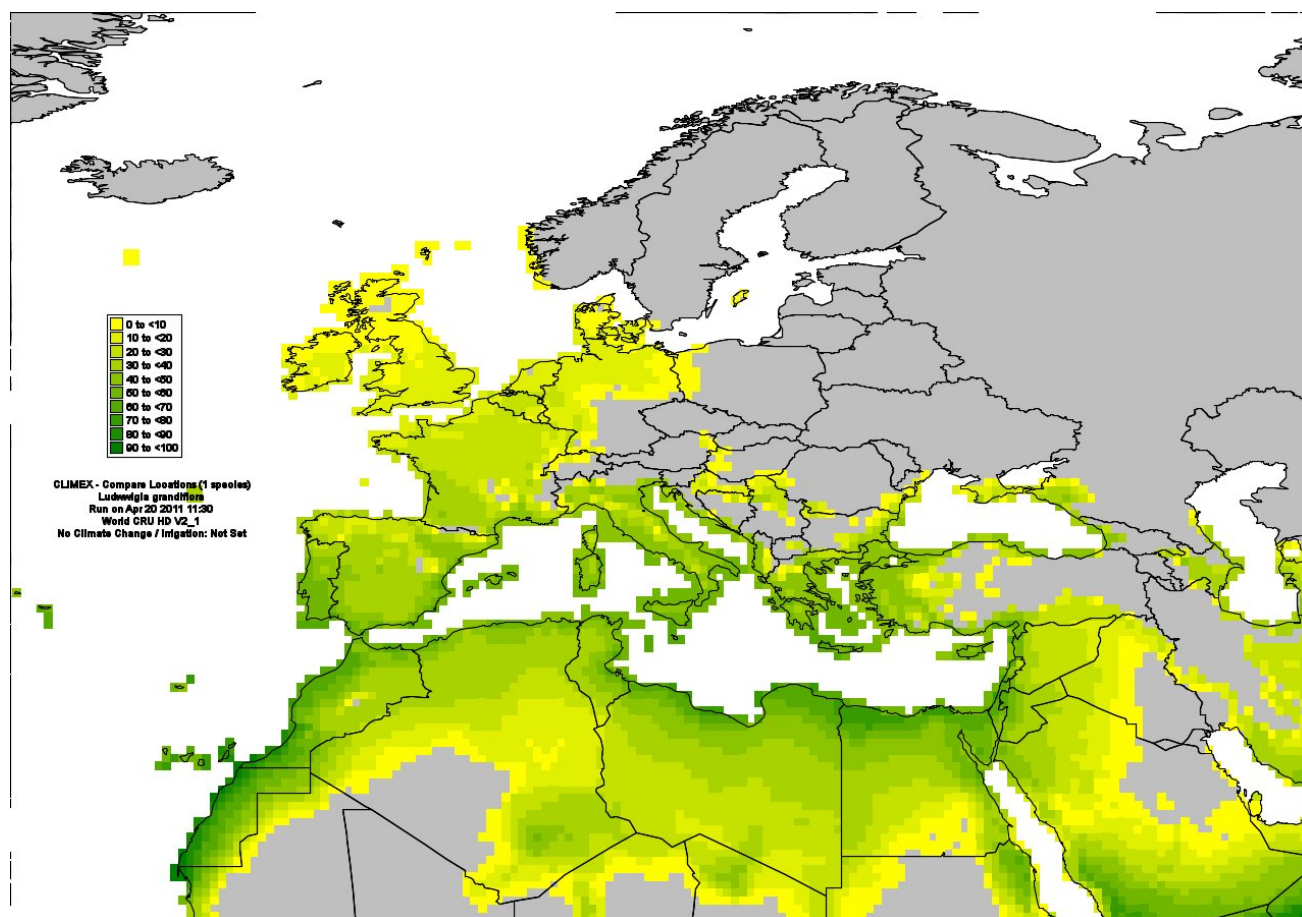 0 to <10
10 to <20
20 to <30
30 to <40
40 to <50
50 to <60
60 to <70
70 to <80
80 to <90
90 to <100
CLIMEX - Compare Locations (1 species)
Ludwigia grandiflora
Run on Apr 20 2011 11:30
World CRU HD V2_1
No Climate Change / Irrigation: Not Set